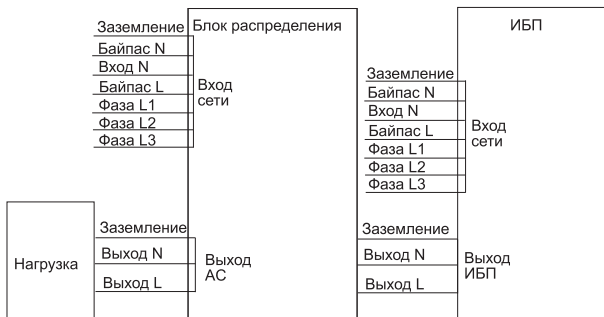 Заземление
Байпас N
Вход N
Байпас L
Фаза L1
Фаза L2
Фаза L3
Блок распределения
Вход
сети
ИБП
Заземление
Байпас N
Вход N
Байпас L
Фаза L1
Фаза L2
Фаза L3
Вход
сети
Нагрузка
Заземление
Выход N
Выход L
Выход
АС
Заземление
Выход N
Выход L
Выход
ИБП